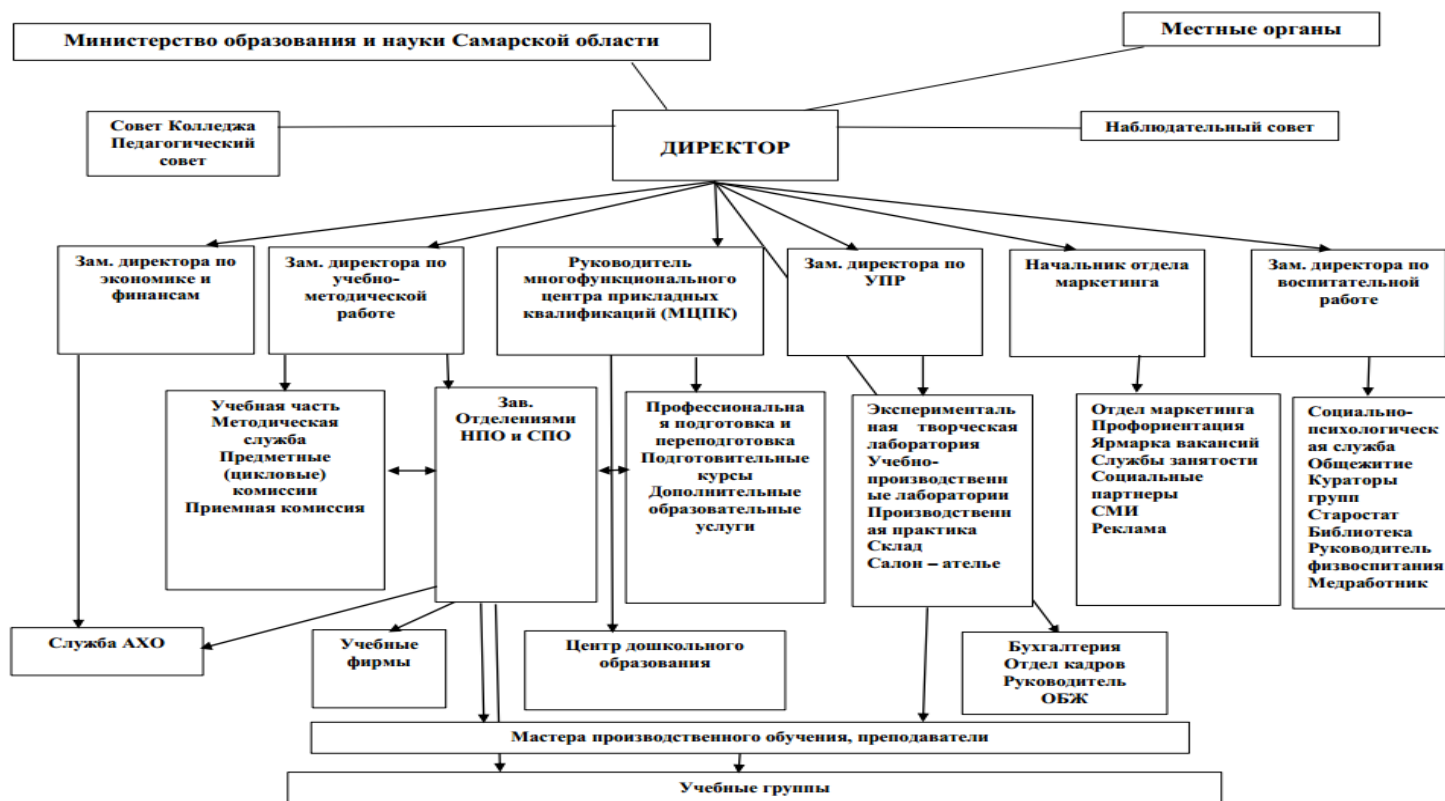 Министерство образования и науки Самарской области
Местные органы
Совет Колледжа
Педагогический
совет
ДИРЕКТОР
Наблюдательный совет
Зам. директора по
экономике и
финансам
Зам. директора по
учебно-
методической
работе
Руководитель
многофункционального
центра прикладных
квалификаций (МЦПК)
Зам. директора по
УПР
Начальник отдела
маркетинга
Зам. директора по
воспитательной
работе
Учебная часть
Методическая
служба
Предметные
(цикловые)
комиссии
Приемная комиссия
Зав.
Отделениями
НПО и СПО
Профессиональна
я подготовка и
переподготовка
Подготовительные
курсы
Дополнительные
образовательные
услуги
Эксперименталь
ная творческая
лаборатория
Учебно-
производственн
ые лаборатории
Производствен
ная практика
Склад
Салон – ателье
Отдел маркетинга
Профориентация
Ярмарка вакансий
Службы занятости
Социальные
партнеры
СМИ
Реклама
Социально-
психологическ
ая служба
Общежитие
Кураторы
групп
Старостат
Библиотека
Руководитель
физвоспитания
Медработник
Служба АХО
Учебные
фирмы
Центр дошкольного
образования
Бухгалтерия
Отдел кадров
Руководитель
ОБЖ
Мастера производственного обучения, преподаватели
Учебные группы